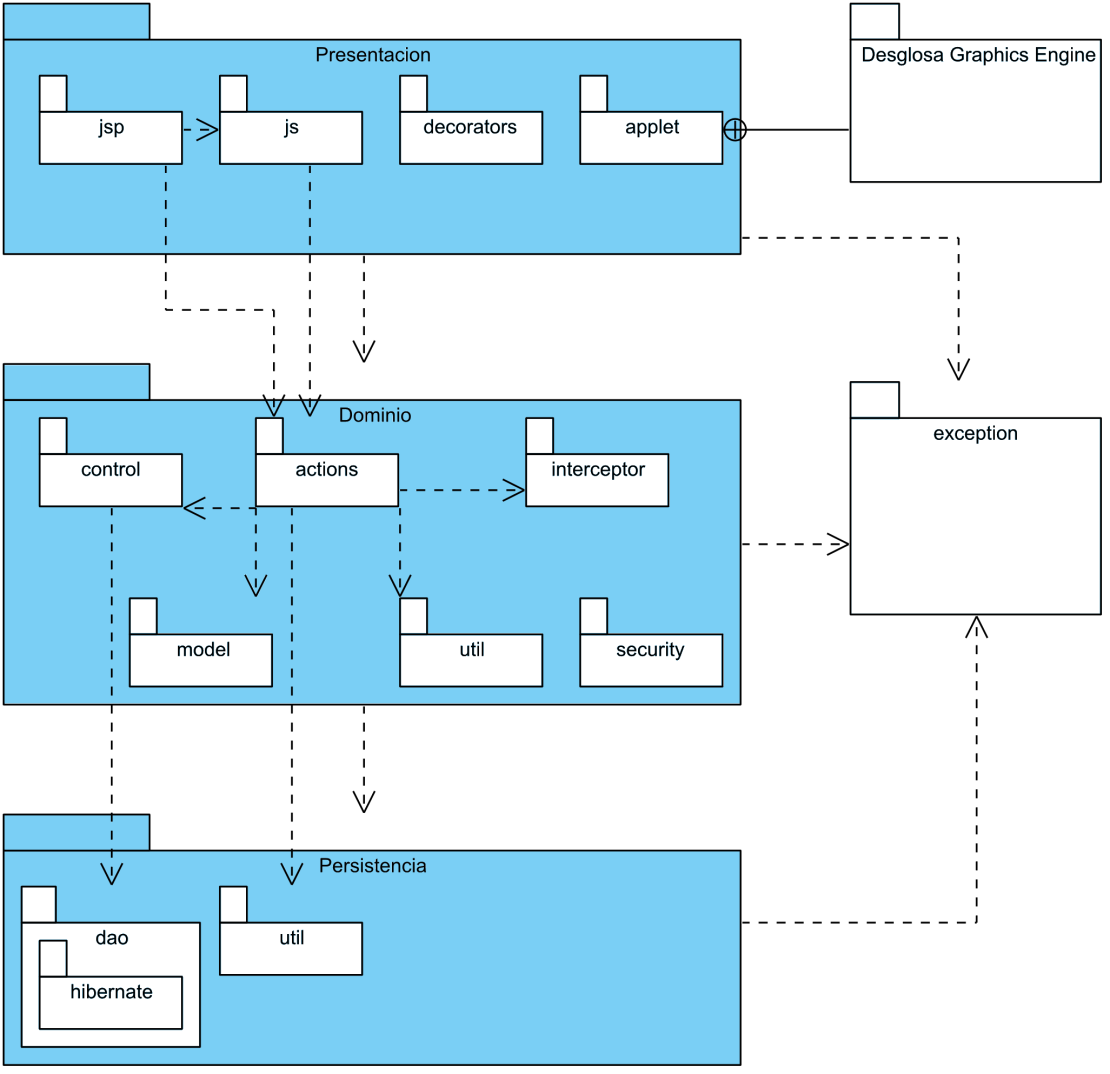 Presentacion
Desglosa Graphics Engine
jsp
js
decorators
applet
Dominio
exception
control
actions
interceptor
model
util
security
Persistencia
dao
util
hibernate